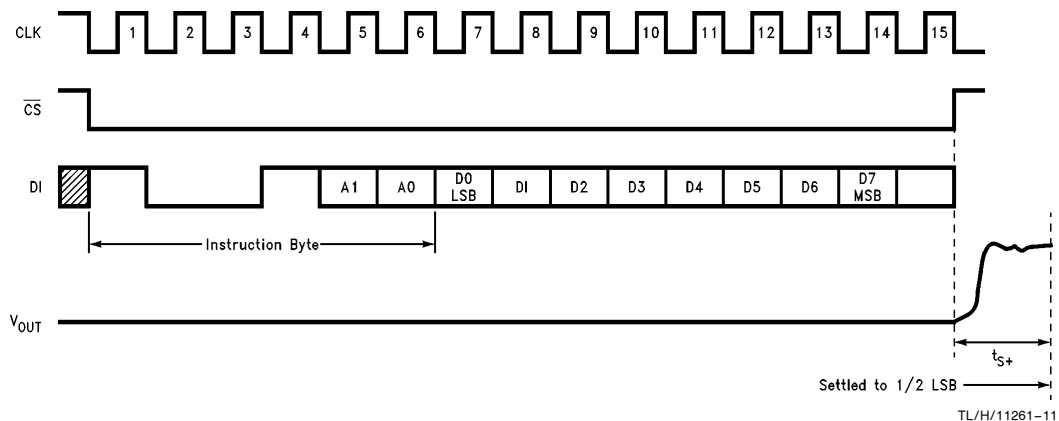 CLK 1 2 3 4 5 6 7 8 9 10 11 12 13 14 15
CS
DI A1 A0 D0 LSB DI D2 D3 D4 D5 D6 D7 MSB
Instruction Byte
VOUT
tS+
Settled to 1/2 LSB
TL/H/11261–11